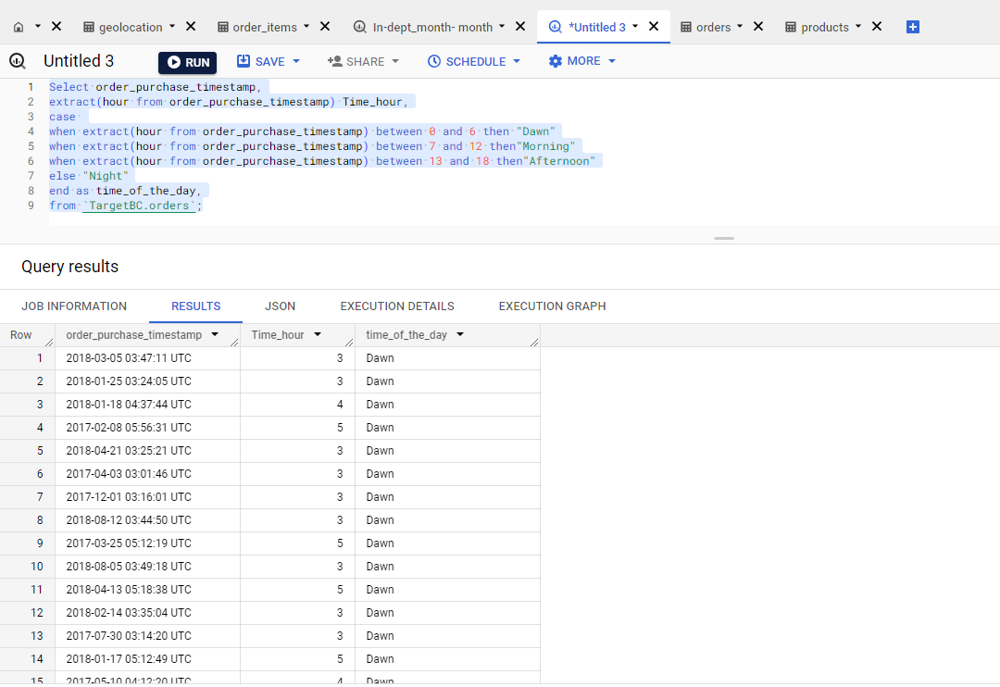 geolocation order_items In-dept_month- month *Untitled 3 orders products
Untitled 3 RUN SAVE SHARE SCHEDULE MORE
1 Select order_purchase_timestamp,
2 extract(hour from order_purchase_timestamp) Time_hour,
3 case
4 when extract(hour from order_purchase_timestamp) between 0 and 6 then "Dawn"
5 when extract(hour from order_purchase_timestamp) between 7 and 12 then"Morning"
6 when extract(hour from order_purchase_timestamp) between 13 and 18 then"Afternoon"
7 else "Night"
8 end as time_of_the_day,
9 from `TargetBC.orders`;
Query results
JOB INFORMATION RESULTS JSON EXECUTION DETAILS EXECUTION GRAPH
Row order_purchase_timestamp Time_hour time_of_the_day
1 2018-03-05 03:47:11 UTC 3 Dawn
2 2018-01-25 03:24:05 UTC 3 Dawn
3 2018-01-18 04:37:44 UTC 4 Dawn
4 2017-02-08 05:56:31 UTC 5 Dawn
5 2018-04-21 03:25:21 UTC 3 Dawn
6 2017-04-03 03:01:46 UTC 3 Dawn
7 2017-12-01 03:16:01 UTC 3 Dawn
8 2018-08-12 03:44:50 UTC 3 Dawn
9 2017-03-25 05:12:19 UTC 5 Dawn
10 2018-08-05 03:49:18 UTC 3 Dawn
11 2018-04-13 05:18:38 UTC 5 Dawn
12 2018-02-14 03:35:04 UTC 3 Dawn
13 2017-07-30 03:14:20 UTC 3 Dawn
14 2018-01-17 05:12:49 UTC 5 Dawn
15 2017-05-10 04:12:20 UTC 4 Dawn